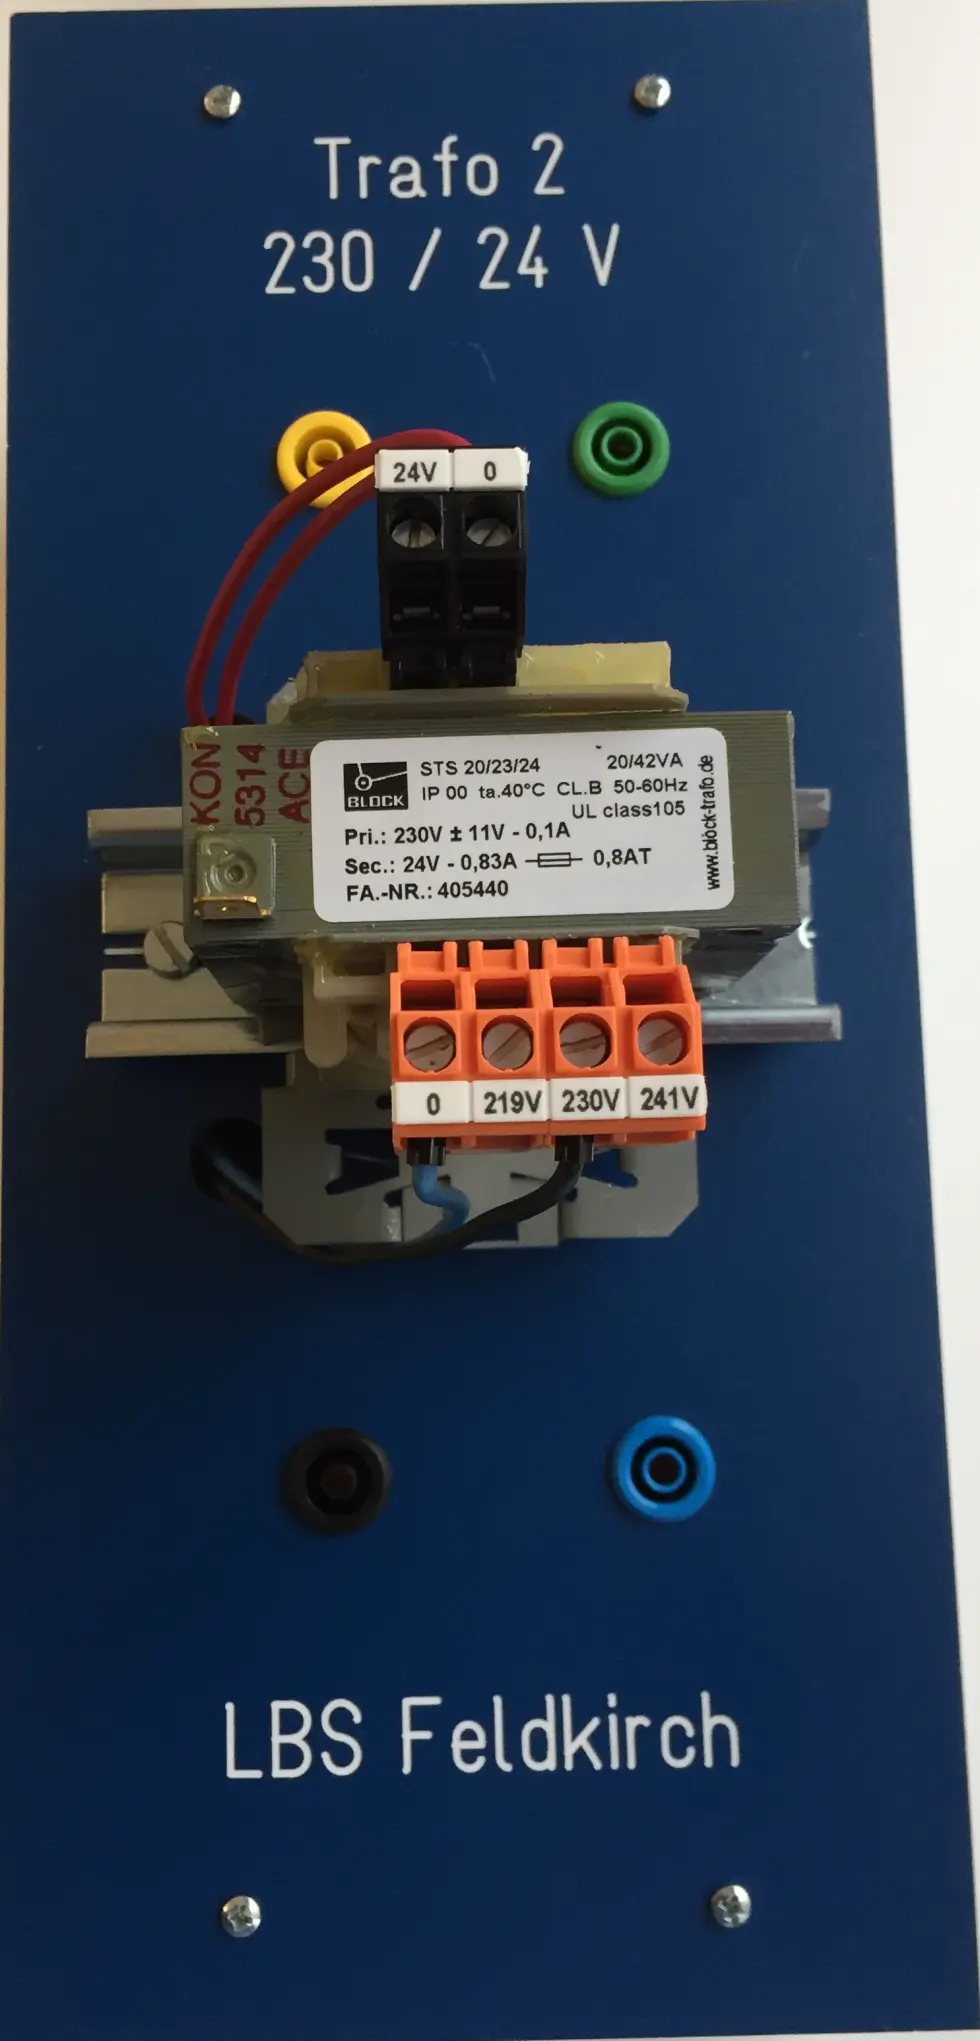 Trafo 2
230 / 24 V
24V 0
KON
5314
ACE
BLOCK
STS 20/23/24 20/42VA
IP 00 ta.40°C CL.B 50-60Hz
UL class105
Pri.: 230V ± 11V - 0,1A
Sec.: 24V - 0,83A 0,8AT
FA.-NR.: 405440
www.block-trafo.de
0 219V 230V 241V
LBS Feldkirch